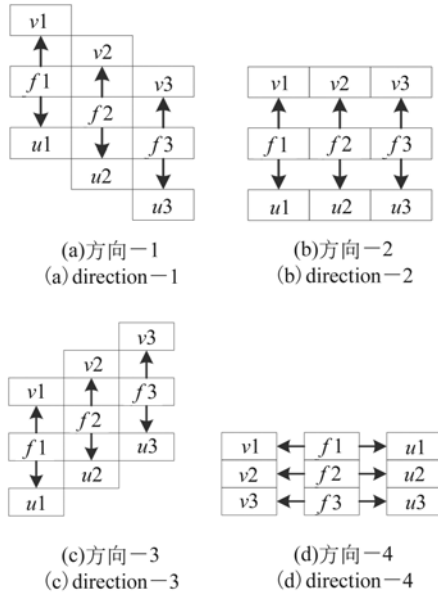 v1
v2
f1
v3
f2
u1
f3
u2
u3
(a)方向－1
(a) direction－1
v1 v2 v3
f1 f2 f3
u1 u2 u3
(b)方向－2
(b) direction－2
v3
v2
v1
f3
f2
f1
u3
u2
u1
(c)方向－3
(c) direction－3
v1 f1 u1
v2 f2 u2
v3 f3 u3
(d)方向－4
(d) direction－4